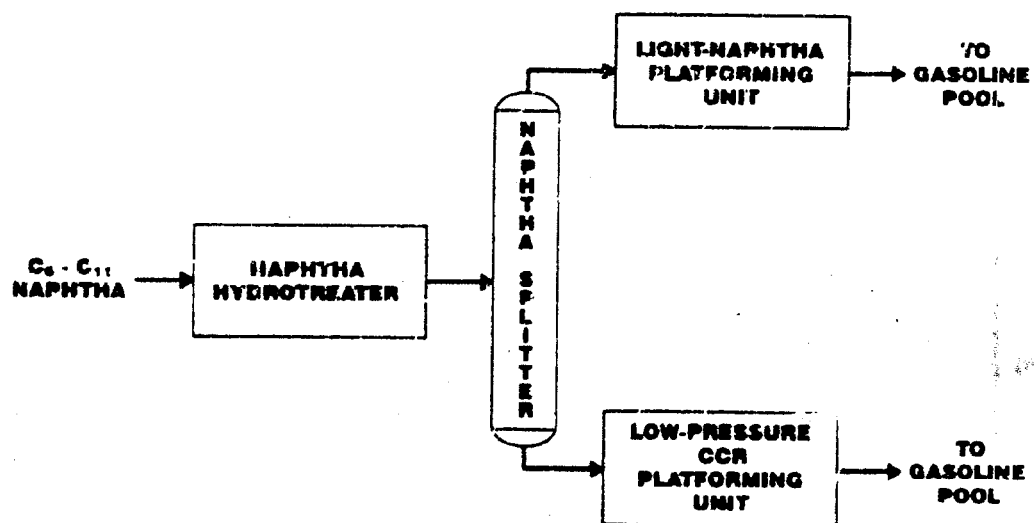 LIGHT-NAPHTHA
PLATFORMING
UNIT
TO
GASOLINE
POOL
NAPHTHA SPLITTER
C₆ - C₁₁
NAPHTHA
NAPHTHA
HYDROTREATER
LOW-PRESSURE
CCR
PLATFORMING
UNIT
TO
GASOLINE
POOL